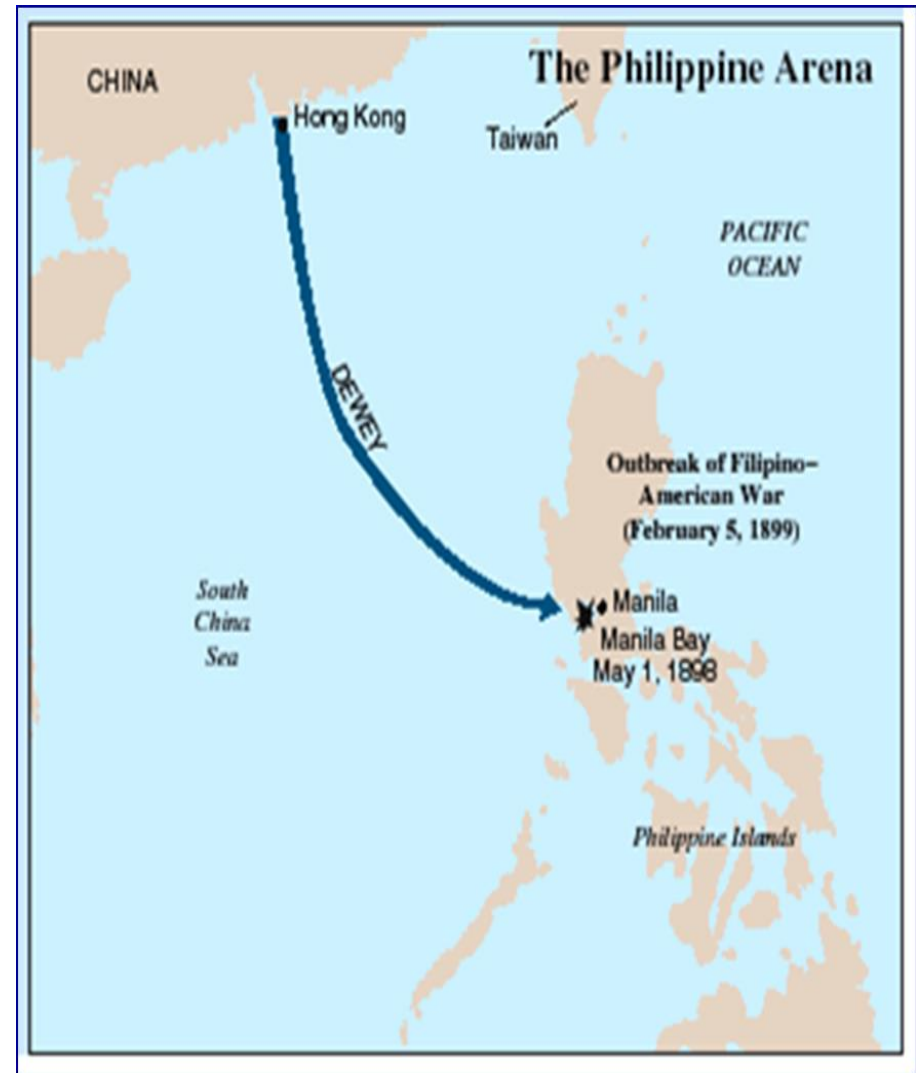 The Philippine Arena
CHINA
Hong Kong
Taiwan
PACIFIC
OCEAN
DEWEY
Outbreak of Filipino–
American War
(February 5, 1899)
South
China
Sea
Manila
Manila Bay
May 1, 1898
Philippine Islands